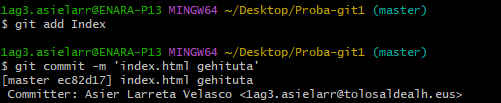 1ag3.asielarr@ENARA-P13 MINGW64 ~/Desktop/Proba-git1 (master)
$ git add Index
1ag3.asielarr@ENARA-P13 MINGW64 ~/Desktop/Proba-git1 (master)
$ git commit -m 'index.html gehituta'
[master ec82d17] index.html gehituta
Committer: Asier Larreta Velasco <1ag3.asielarr@tolosaldealh.eus>